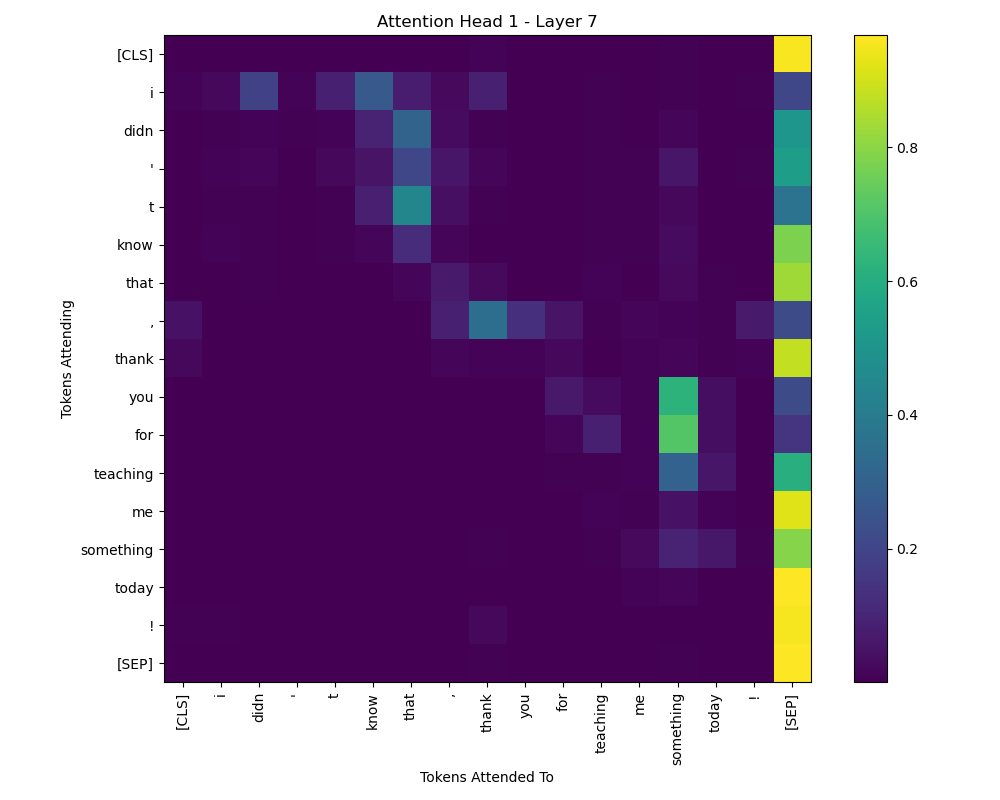 Attention Head 1 - Layer 7
Tokens Attending
[CLS]
i
didn
'
t
know
that
,
thank
you
for
teaching
me
something
today
!
[SEP]
[CLS]
i
didn
'
t
know
that
,
thank
you
for
teaching
me
something
today
!
[SEP]
Tokens Attended To
0.8
0.6
0.4
0.2